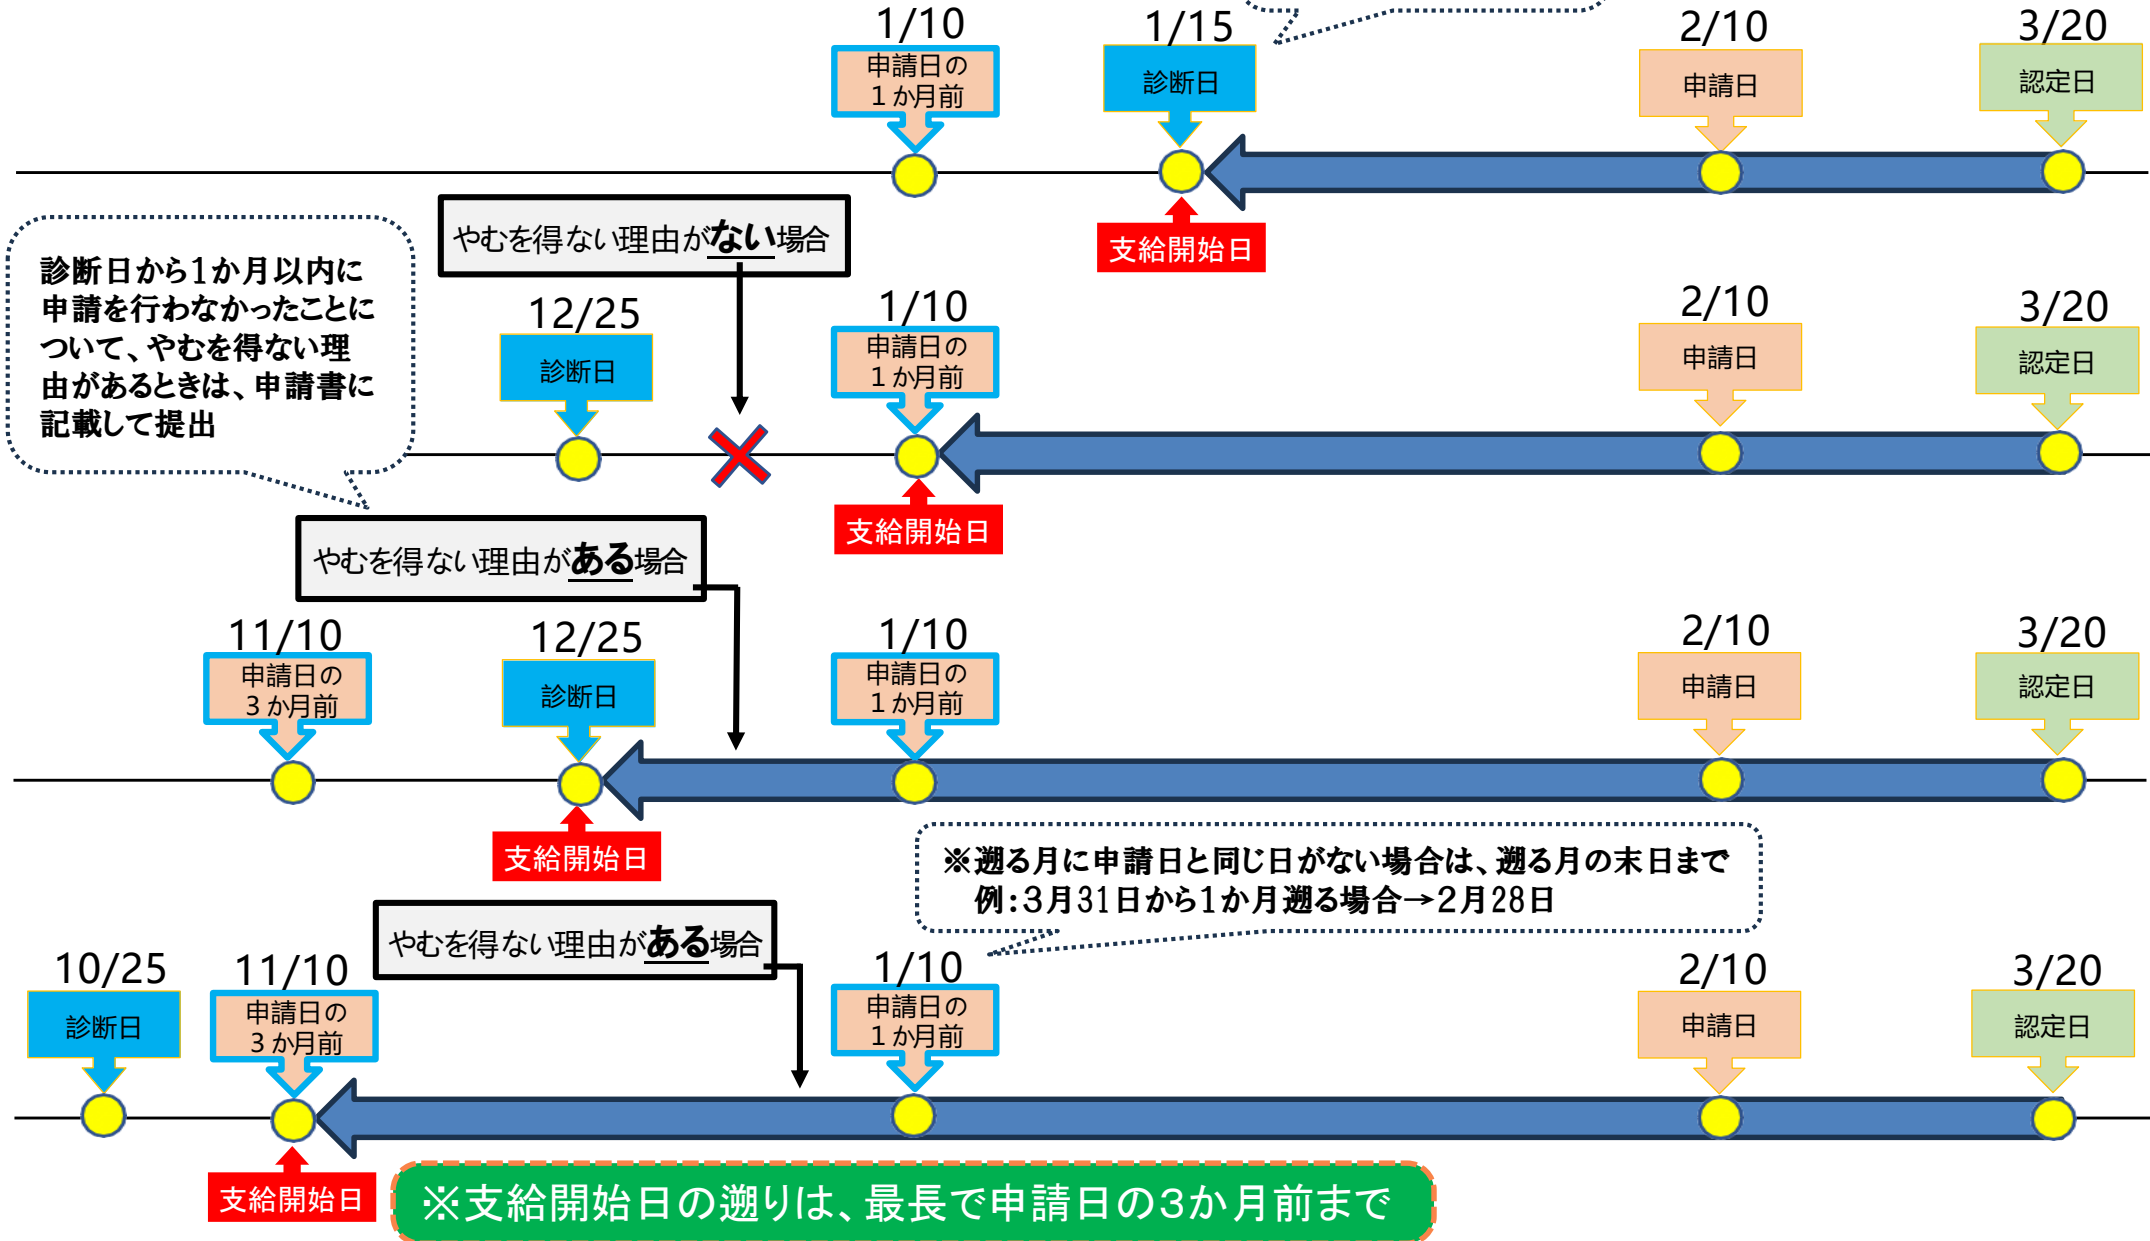 1/10
1/15
2/10
3/20
申請日の
1か月前
診断日
申請日
認定日
支給開始日
やむを得ない理由がない場合
診断日から1か月以内に
申請を行わなかったことに
ついて、やむを得ない理
由があるときは、申請書に
記載して提出
12/25
1/10
2/10
3/20
診断日
申請日の
1か月前
申請日
認定日
支給開始日
やむを得ない理由がある場合
11/10
12/25
1/10
2/10
3/20
申請日の
3か月前
診断日
申請日の
1か月前
申請日
認定日
支給開始日
※遡る月に申請日と同じ日がない場合は、遡る月の末日まで
例：3月31日から1か月遡る場合→2月28日
やむを得ない理由がある場合
10/25
11/10
1/10
2/10
3/20
診断日
申請日の
3か月前
申請日の
1か月前
申請日
認定日
支給開始日
※支給開始日の遡りは、最長で申請日の3か月前まで